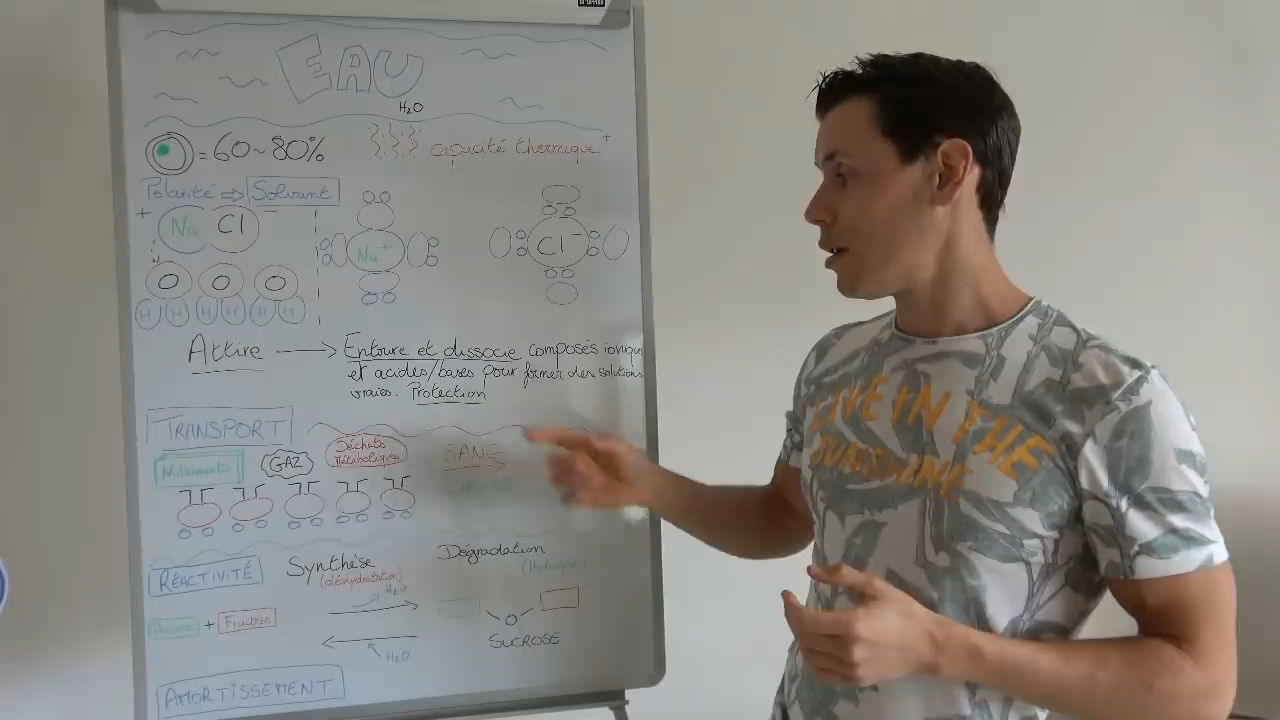 EAU
H₂O
= 60 ~ 80%
capacité thermique +
Polarité ⇒ Solvant
+ −
Na Cl
Na⁺
Cl⁻
O O O
H H H H H H
Attire → Entoure et dissocie composés ioniques
et acides/bases pour former des solutions
vraies. Protection
TRANSPORT
Nutriments
GAZ
Séchets
Métaboliques
SANG
RÉACTIVITÉ
Synthèse
(déshydratation)
Dégradation
H₂O
+ Fructose
O
H₂O
SUCROSE
AMORTISSEMENT
LIVE IN THE
SUNSHINE